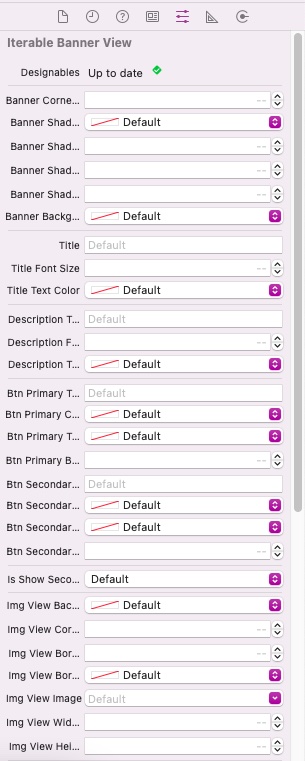 Iterable Banner View
Designables Up to date
Banner Corne... --
Banner Shad... Default
Banner Shad... --
Banner Shad... --
Banner Shad... --
Banner Backg... Default
Title Default
Title Font Size --
Title Text Color Default
Description T... Default
Description F... --
Description T... Default
Btn Primary T... Default
Btn Primary C... Default
Btn Primary T... Default
Btn Primary B... --
Btn Secondar... Default
Btn Secondar... Default
Btn Secondar... Default
Btn Secondar... --
Is Show Seco... Default
Img View Bac... Default
Img View Cor... --
Img View Bor... --
Img View Bor... Default
Img View Image Default
Img View Wid... --
Img View Hei... --